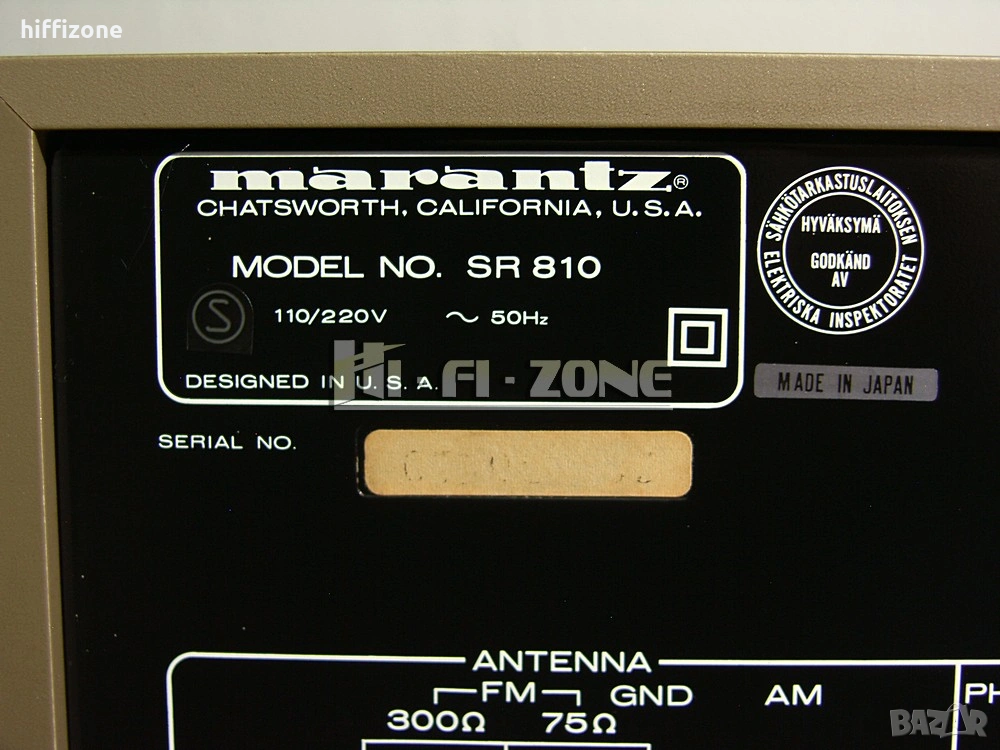 hiffizone
marantz®
CHATSWORTH, CALIFORNIA, U.S.A.
MODEL NO. SR 810
S
110/220V ~ 50Hz
DESIGNED IN U.S.A.
HI FI - ZONE
SÄHKÖTARKASTUSLAITOKSEN
HYVÄKSYMÄ
GODKÄND
AV
ELEKTRISKA INSPEKTORATET
MADE IN JAPAN
SERIAL NO.
ANTENNA
FM GND AM PH
300Ω 75Ω
BAZAR